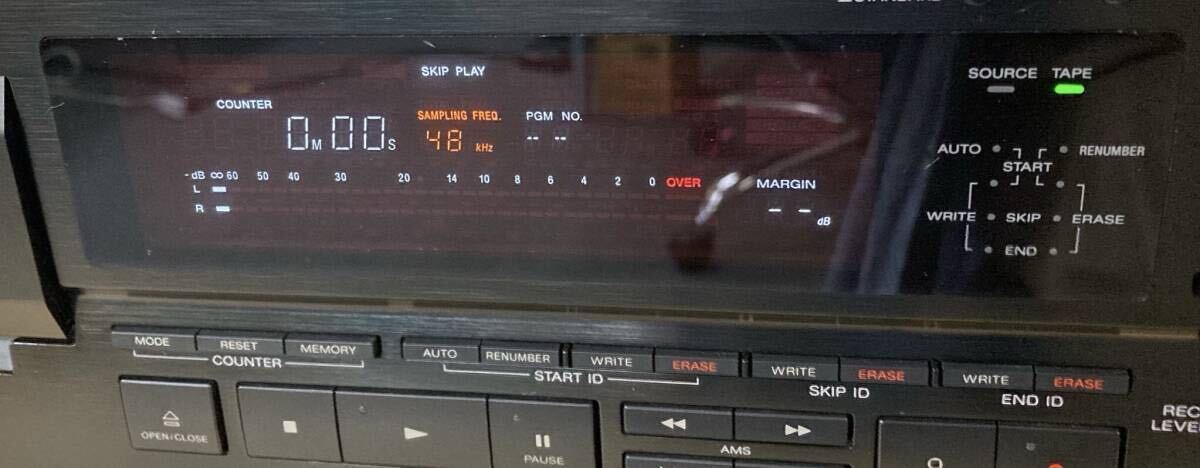 SKIP PLAY
SOURCE TAPE
COUNTER
SAMPLING FREQ. PGM NO.
0M 00S 48 kHz -- --
AUTO RENUMBER
START
-dB ∞ 60 50 40 30 20 14 10 8 6 4 2 0 OVER
L
R
MARGIN
-- dB
WRITE SKIP ERASE
END
MODE RESET MEMORY
COUNTER
AUTO RENUMBER WRITE ERASE
START ID
WRITE ERASE
SKIP ID
WRITE ERASE
END ID
OPEN/CLOSE
PAUSE
AMS
REC